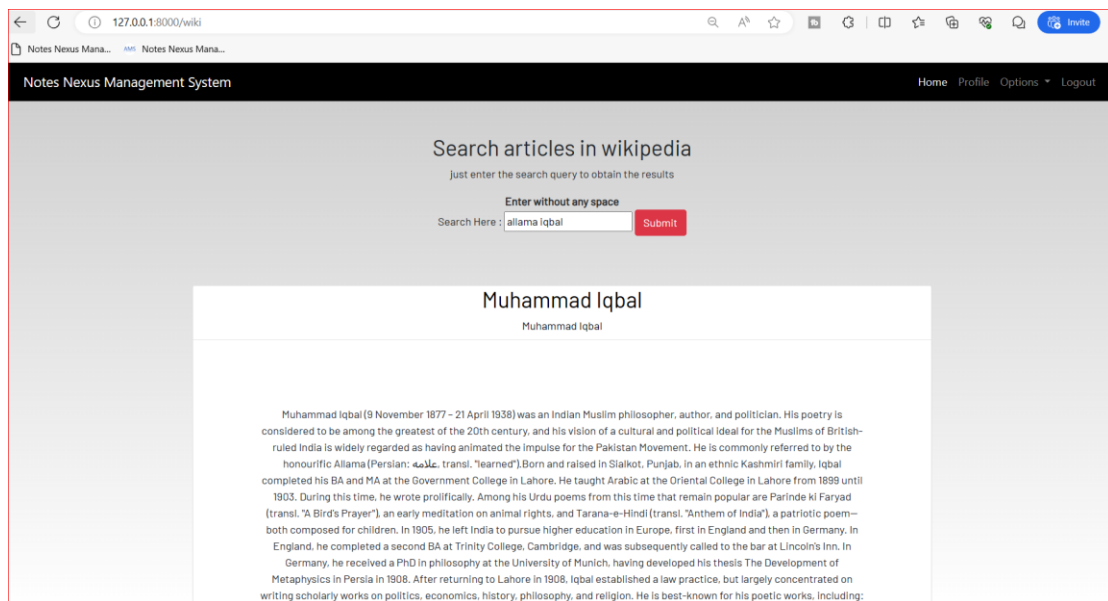 127.0.0.1:8000/wiki
Invite
Notes Nexus Mana...
AMS Notes Nexus Mana...
Notes Nexus Management System
Home Profile Options Logout
Search articles in wikipedia
just enter the search query to obtain the results
Enter without any space
Search Here : allama iqbal Submit
Muhammad Iqbal
Muhammad Iqbal
Muhammad Iqbal (9 November 1877 – 21 April 1938) was an Indian Muslim philosopher, author, and politician. His poetry is
considered to be among the greatest of the 20th century, and his vision of a cultural and political ideal for the Muslims of British-
ruled India is widely regarded as having animated the impulse for the Pakistan Movement. He is commonly referred to by the
honourific Allama (Persian: علامه, transl. "learned").Born and raised in Sialkot, Punjab, in an ethnic Kashmiri family, Iqbal
completed his BA and MA at the Government College in Lahore. He taught Arabic at the Oriental College in Lahore from 1899 until
1903. During this time, he wrote prolifically. Among his Urdu poems from this time that remain popular are Parinde ki Faryad
(transl. "A Bird's Prayer"), an early meditation on animal rights, and Tarana-e-Hindi (transl. "Anthem of India"), a patriotic poem—
both composed for children. In 1905, he left India to pursue higher education in Europe, first in England and then in Germany. In
England, he completed a second BA at Trinity College, Cambridge, and was subsequently called to the bar at Lincoln's Inn. In
Germany, he received a PhD in philosophy at the University of Munich, having developed his thesis The Development of
Metaphysics in Persia in 1908. After returning to Lahore in 1908, Iqbal established a law practice, but largely concentrated on
writing scholarly works on politics, economics, history, philosophy, and religion. He is best-known for his poetic works, including: